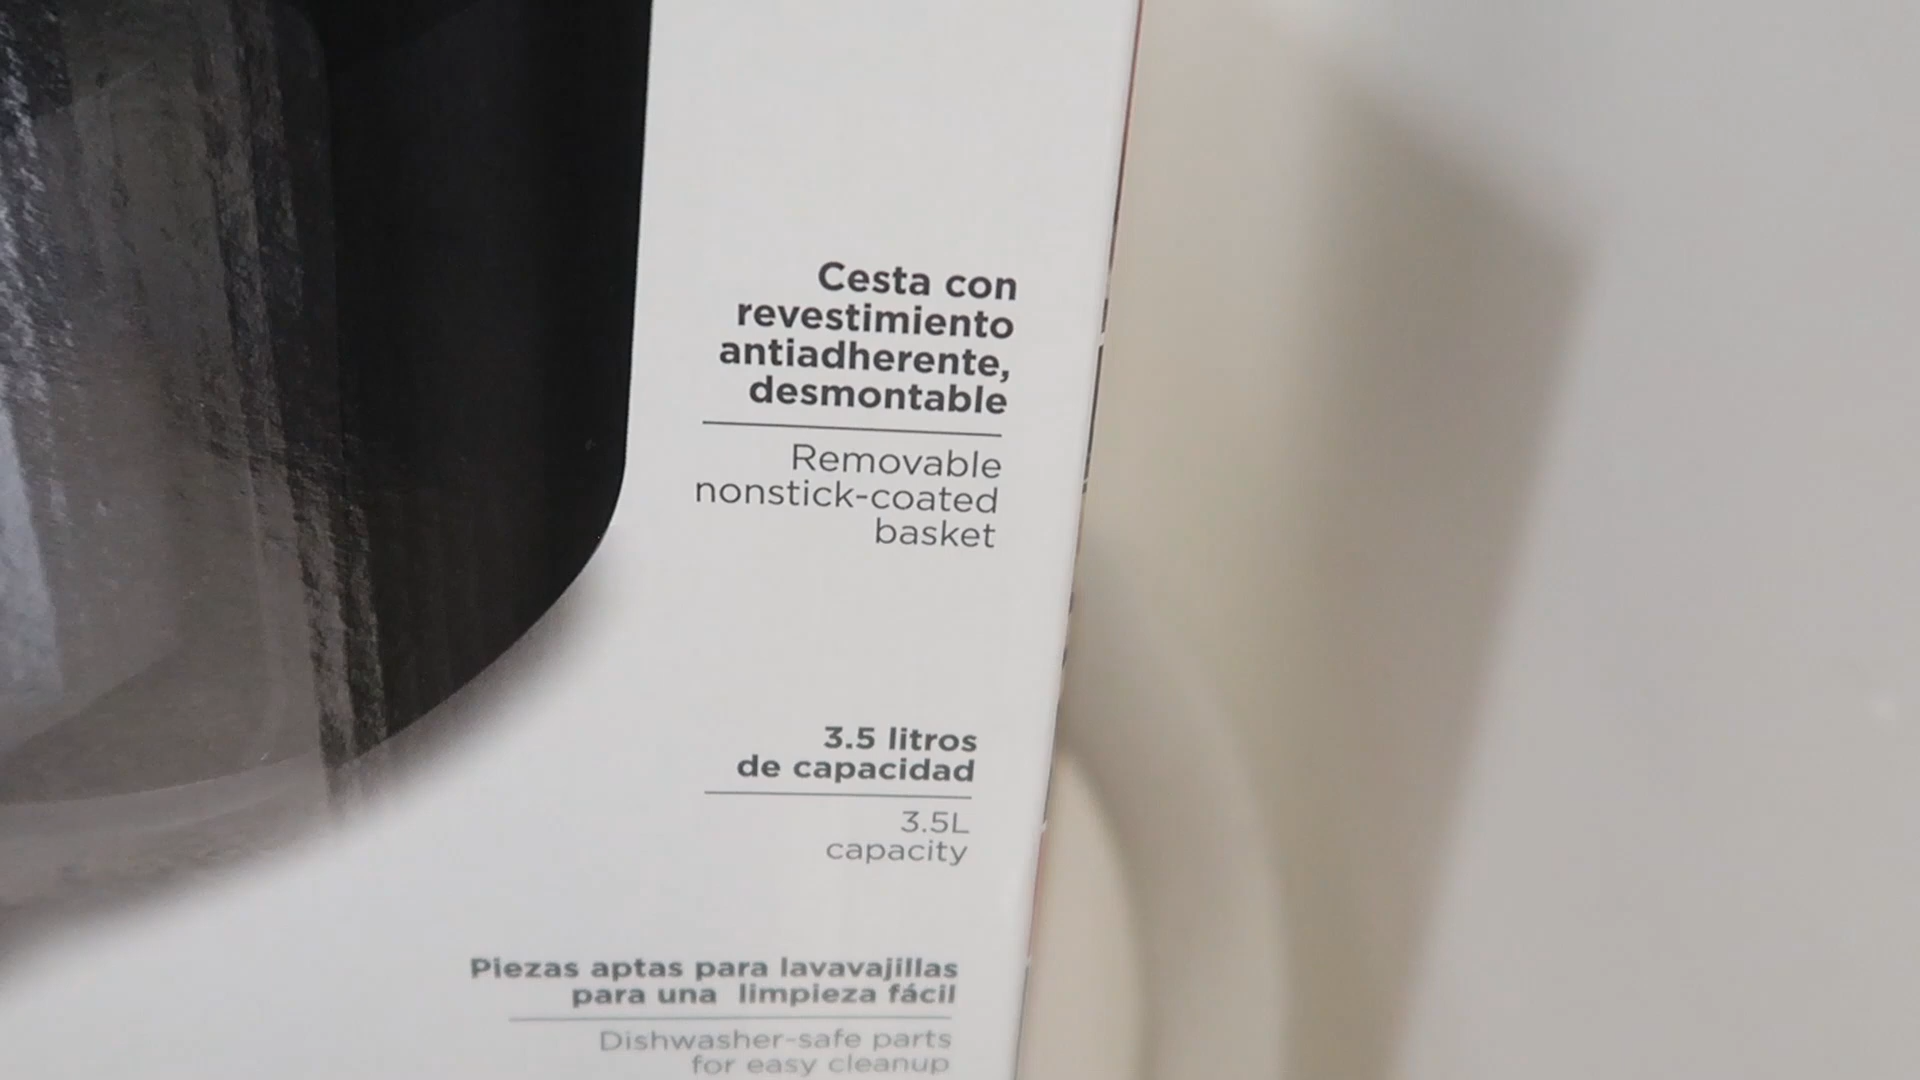 Cesta con
revestimiento
antiadherente,
desmontable
Removable
nonstick-coated
basket
3.5 litros
de capacidad
3.5L
capacity
Piezas aptas para lavavajillas
para una limpieza fácil
Dishwasher-safe parts
for easy cleanup